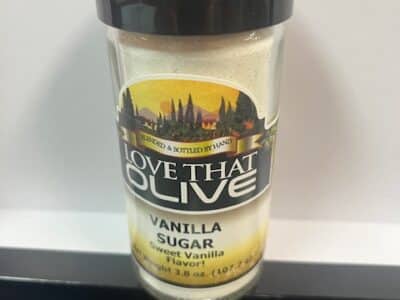 BLENDED & BOTTLED BY HAND
LOVE THAT
OLIVE
VANILLA
SUGAR
Sweet Vanilla
Flavor!
Weight 3.8 oz. (107.7